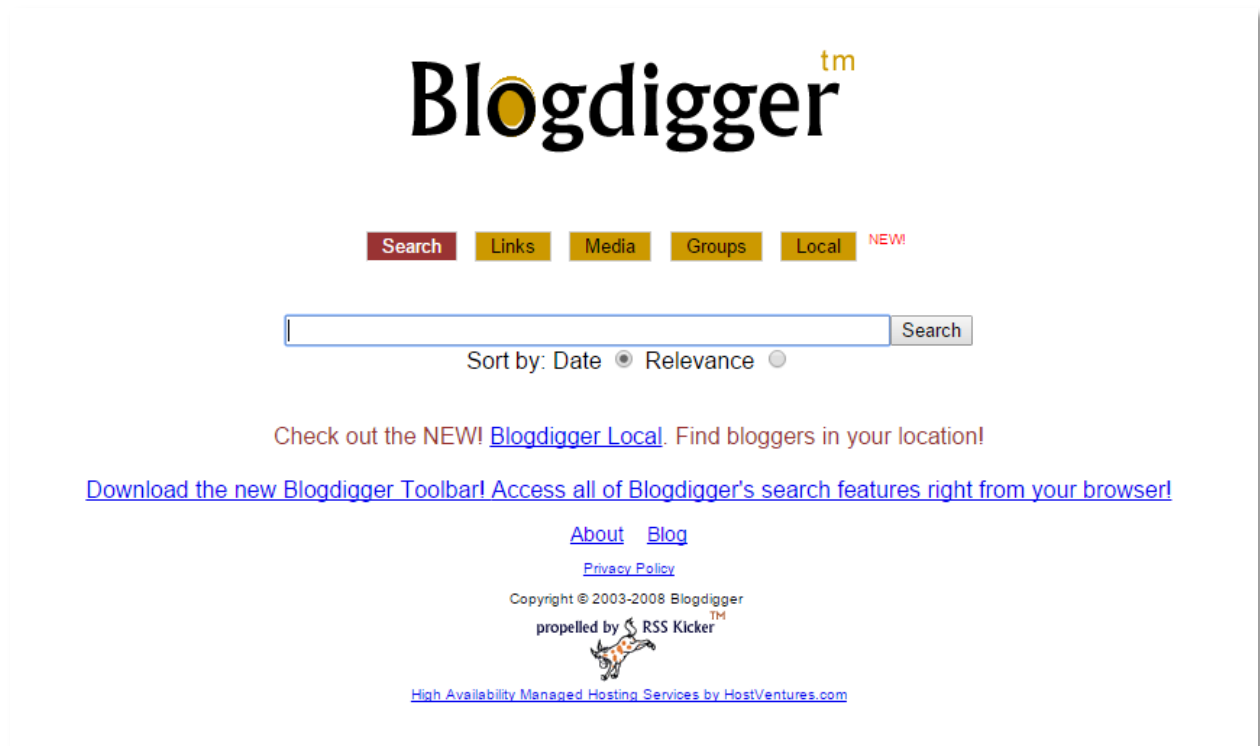 Blogdigger tm
Search Links Media Groups Local NEW!
Search
Sort by: Date Relevance
Check out the NEW! Blogdigger Local. Find bloggers in your location!
Download the new Blogdigger Toolbar! Access all of Blogdigger's search features right from your browser!
About Blog
Privacy Policy
Copyright © 2003-2008 Blogdigger
propelled by RSS Kicker TM
High Availability Managed Hosting Services by HostVentures.com